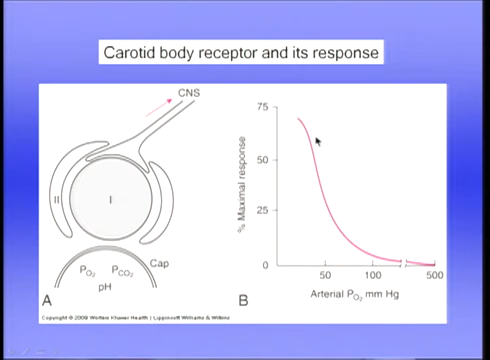 Carotid body receptor and its response
CNS
II
I
Cap
P O₂ P CO₂
pH
A
75
50
25
0
% Maximal response
50 100 500
Arterial P O₂ mm Hg
B
Copyright © 2009 Wolters Kluwer Health | Lippincott Williams & Wilkins